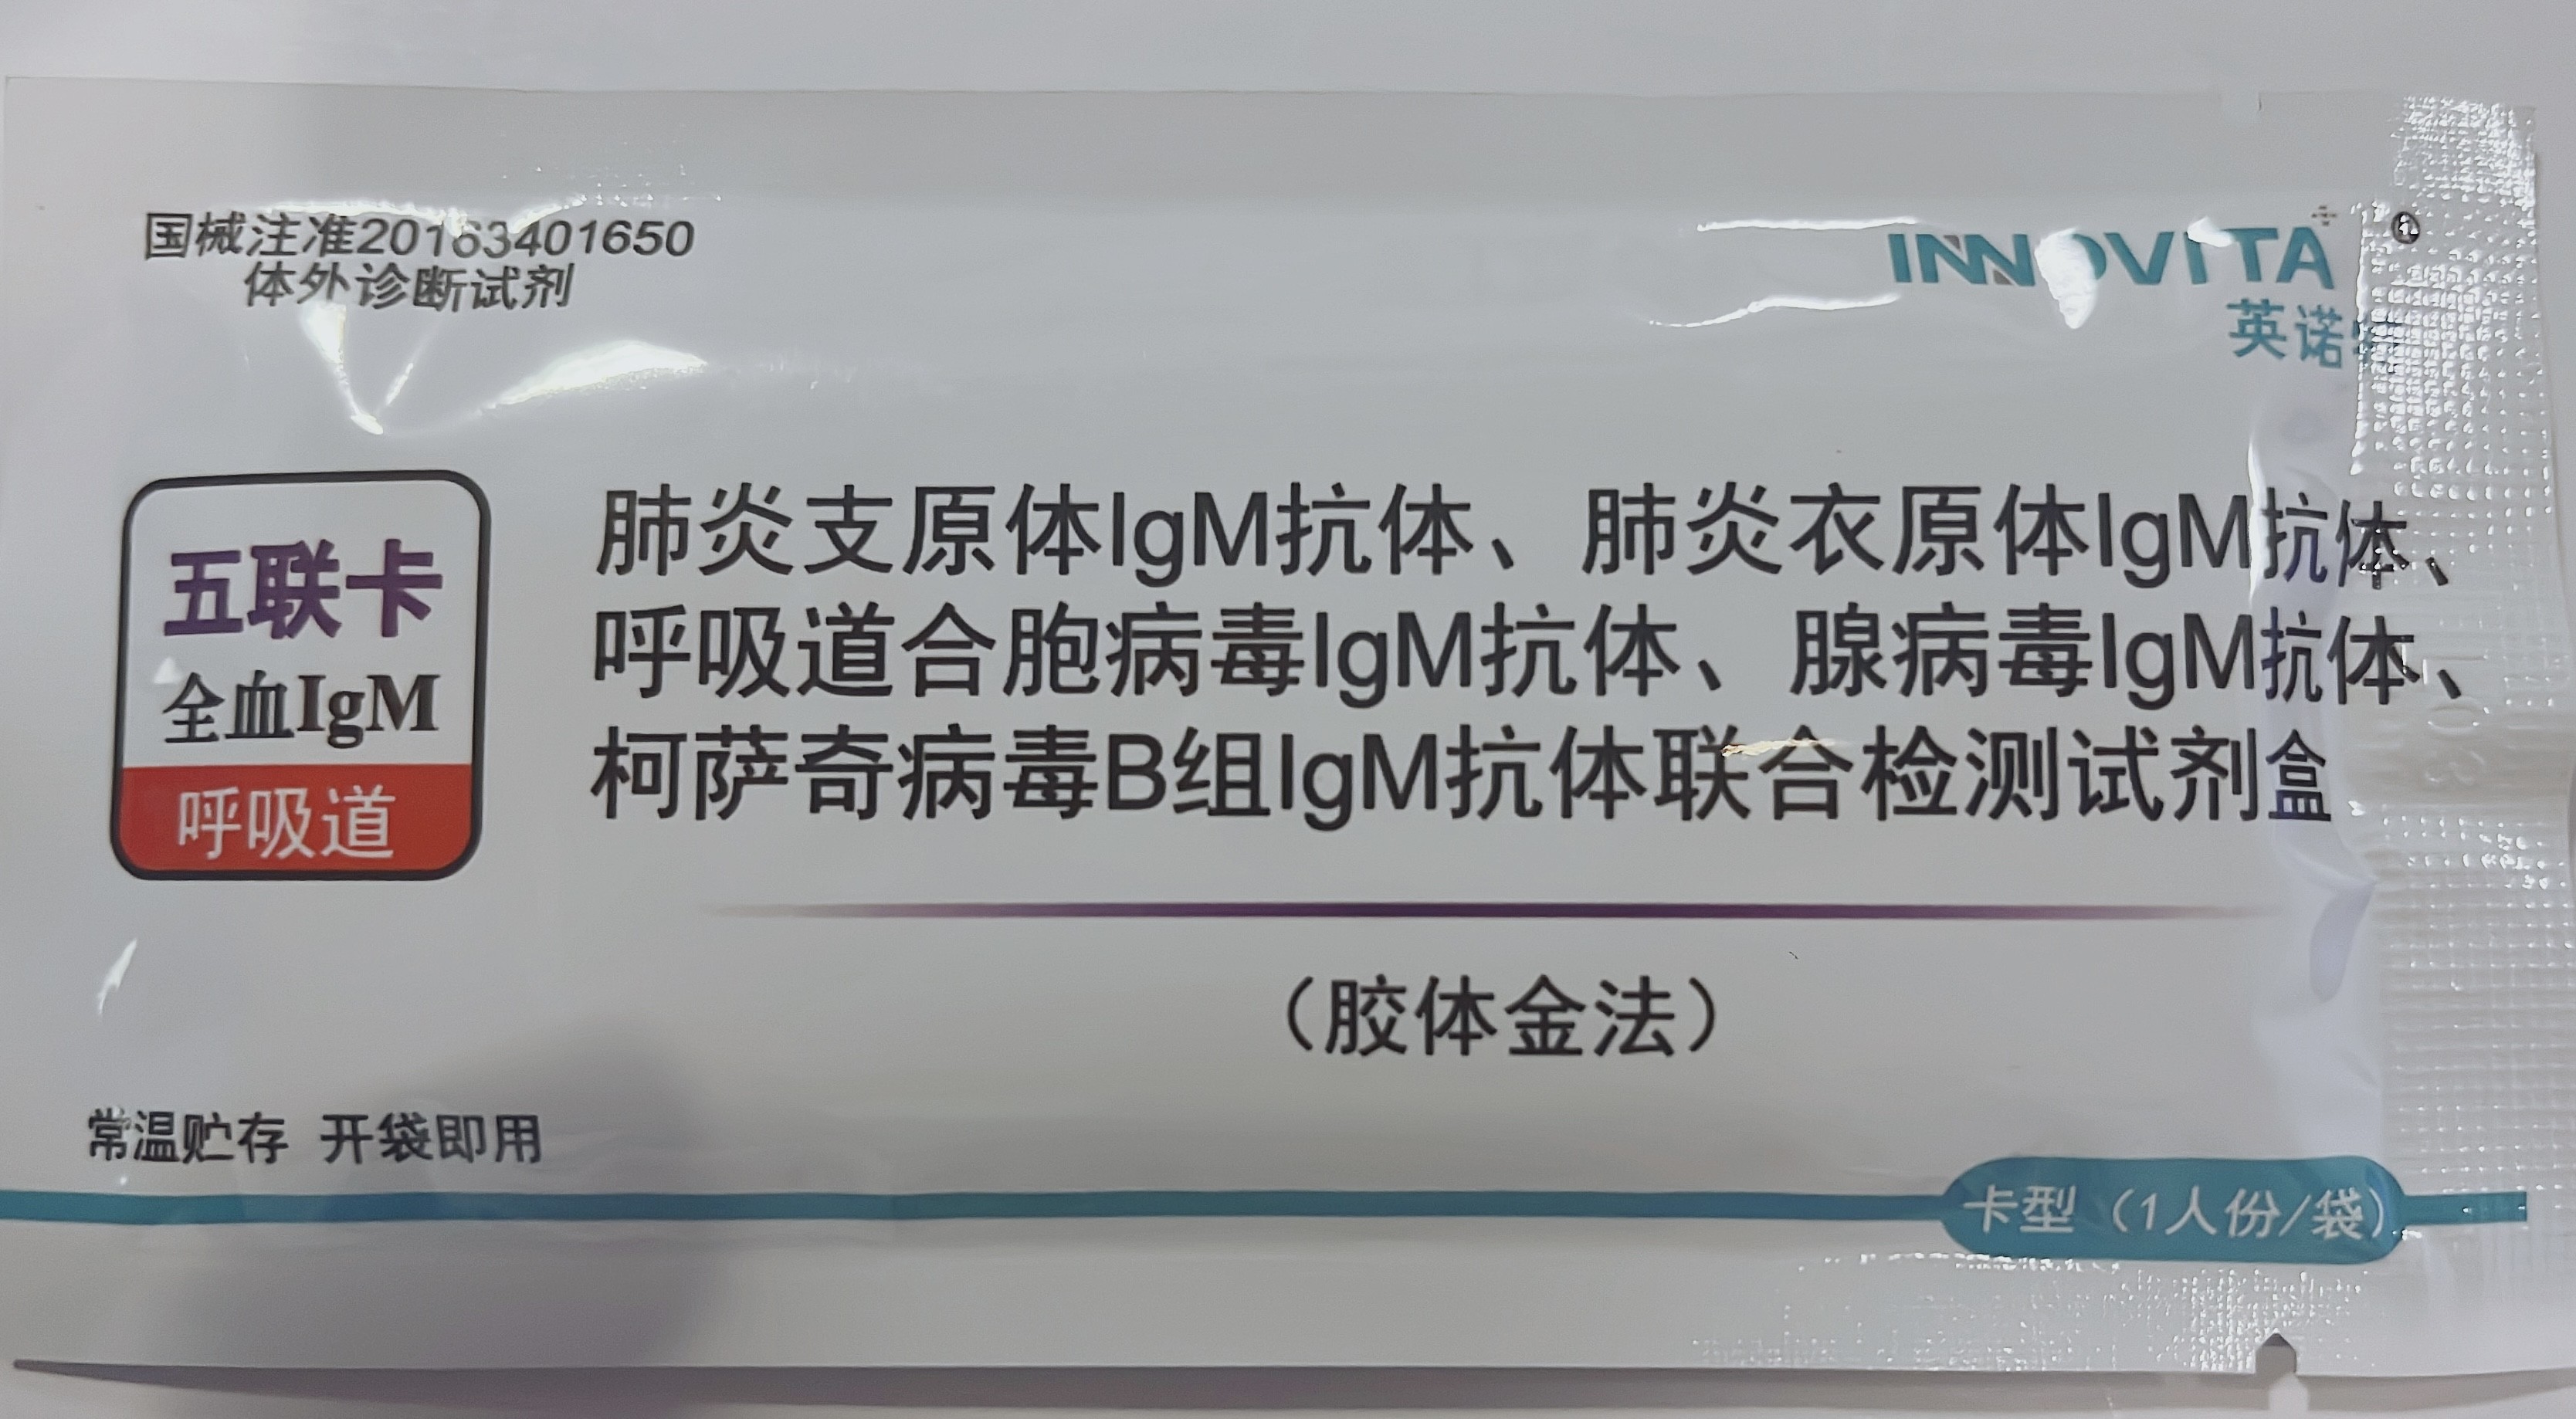 国械注准20163401650
体外诊断试剂
INNOVITA
英诺特
五联卡
全血IgM
呼吸道
肺炎支原体IgM抗体、肺炎衣原体IgM抗体、
呼吸道合胞病毒IgM抗体、腺病毒IgM抗体、
柯萨奇病毒B组IgM抗体联合检测试剂盒
（胶体金法）
常温贮存 开袋即用
卡型（1人份/袋）